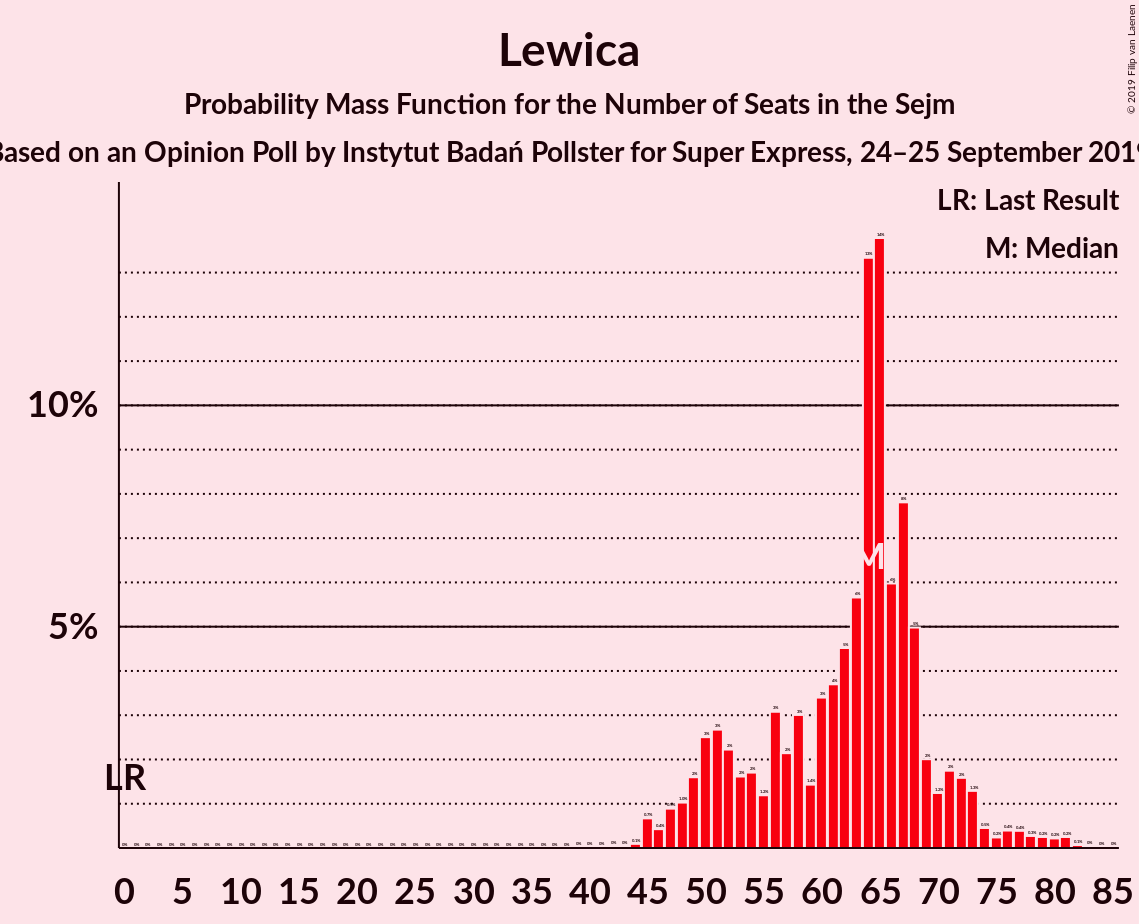 Lewica
Probability Mass Function for the Number of Seats in the Sejm
Based on an Opinion Poll by Instytut Badań Pollster for Super Express, 24–25 September 2019
© 2019 Filip van Laenen
LR: Last Result
M: Median
10%
5%
LR
M
0 5 10 15 20 25 30 35 40 45 50 55 60 65 70 75 80 85